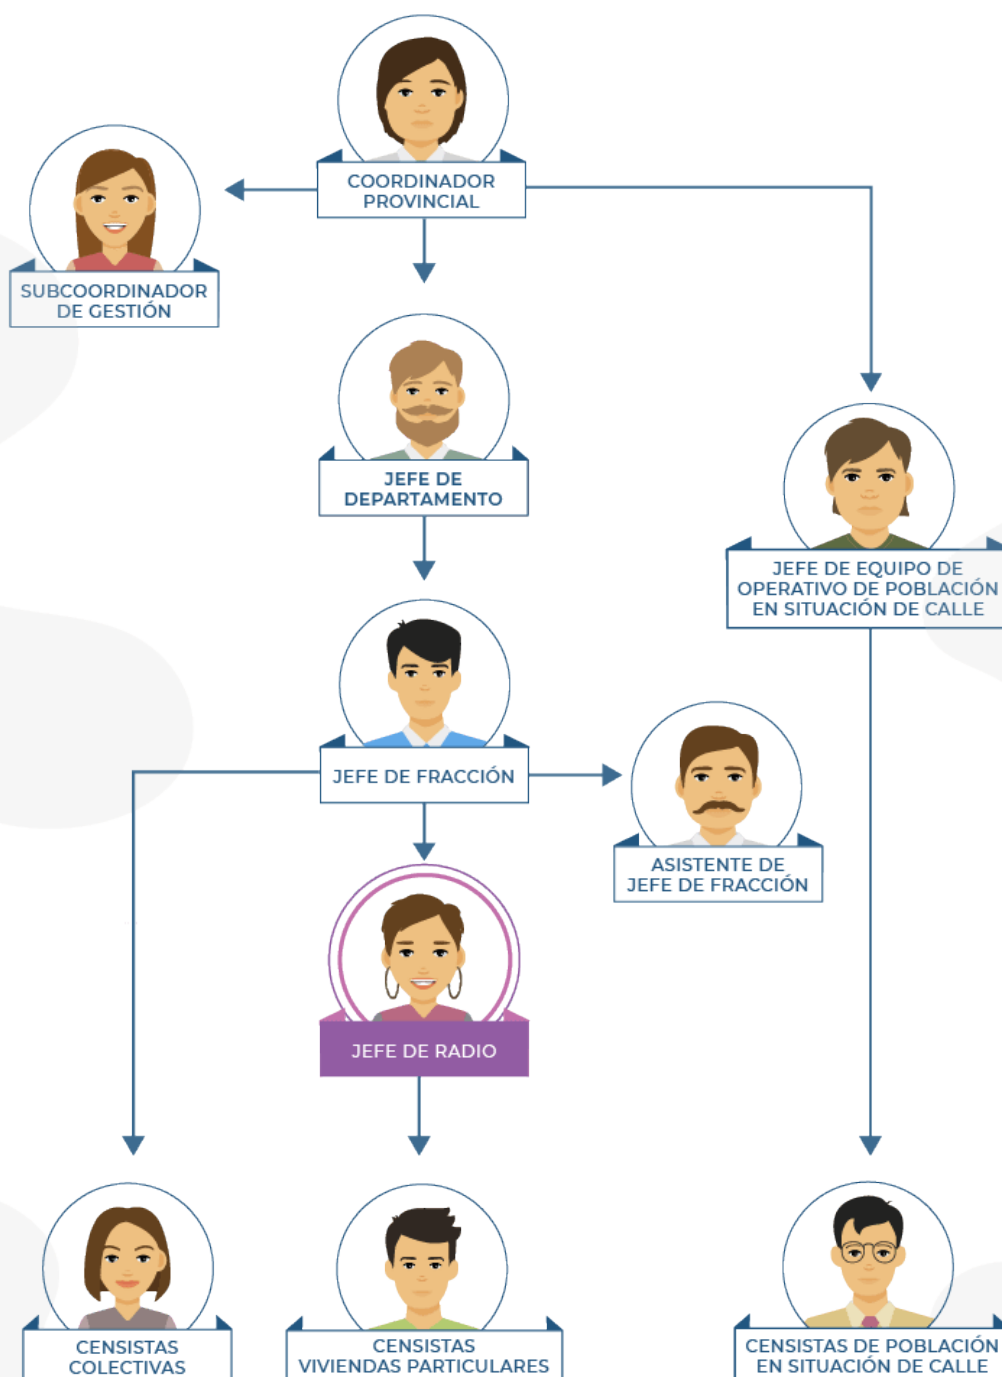 COORDINADOR
PROVINCIAL
SUBCOORDINADOR
DE GESTIÓN
JEFE DE
DEPARTAMENTO
JEFE DE EQUIPO DE
OPERATIVO DE POBLACIÓN
EN SITUACIÓN DE CALLE
JEFE DE FRACCIÓN
ASISTENTE DE
JEFE DE FRACCIÓN
JEFE DE RADIO
CENSISTAS
COLECTIVAS
CENSISTAS
VIVIENDAS PARTICULARES
CENSISTAS DE POBLACIÓN
EN SITUACIÓN DE CALLE